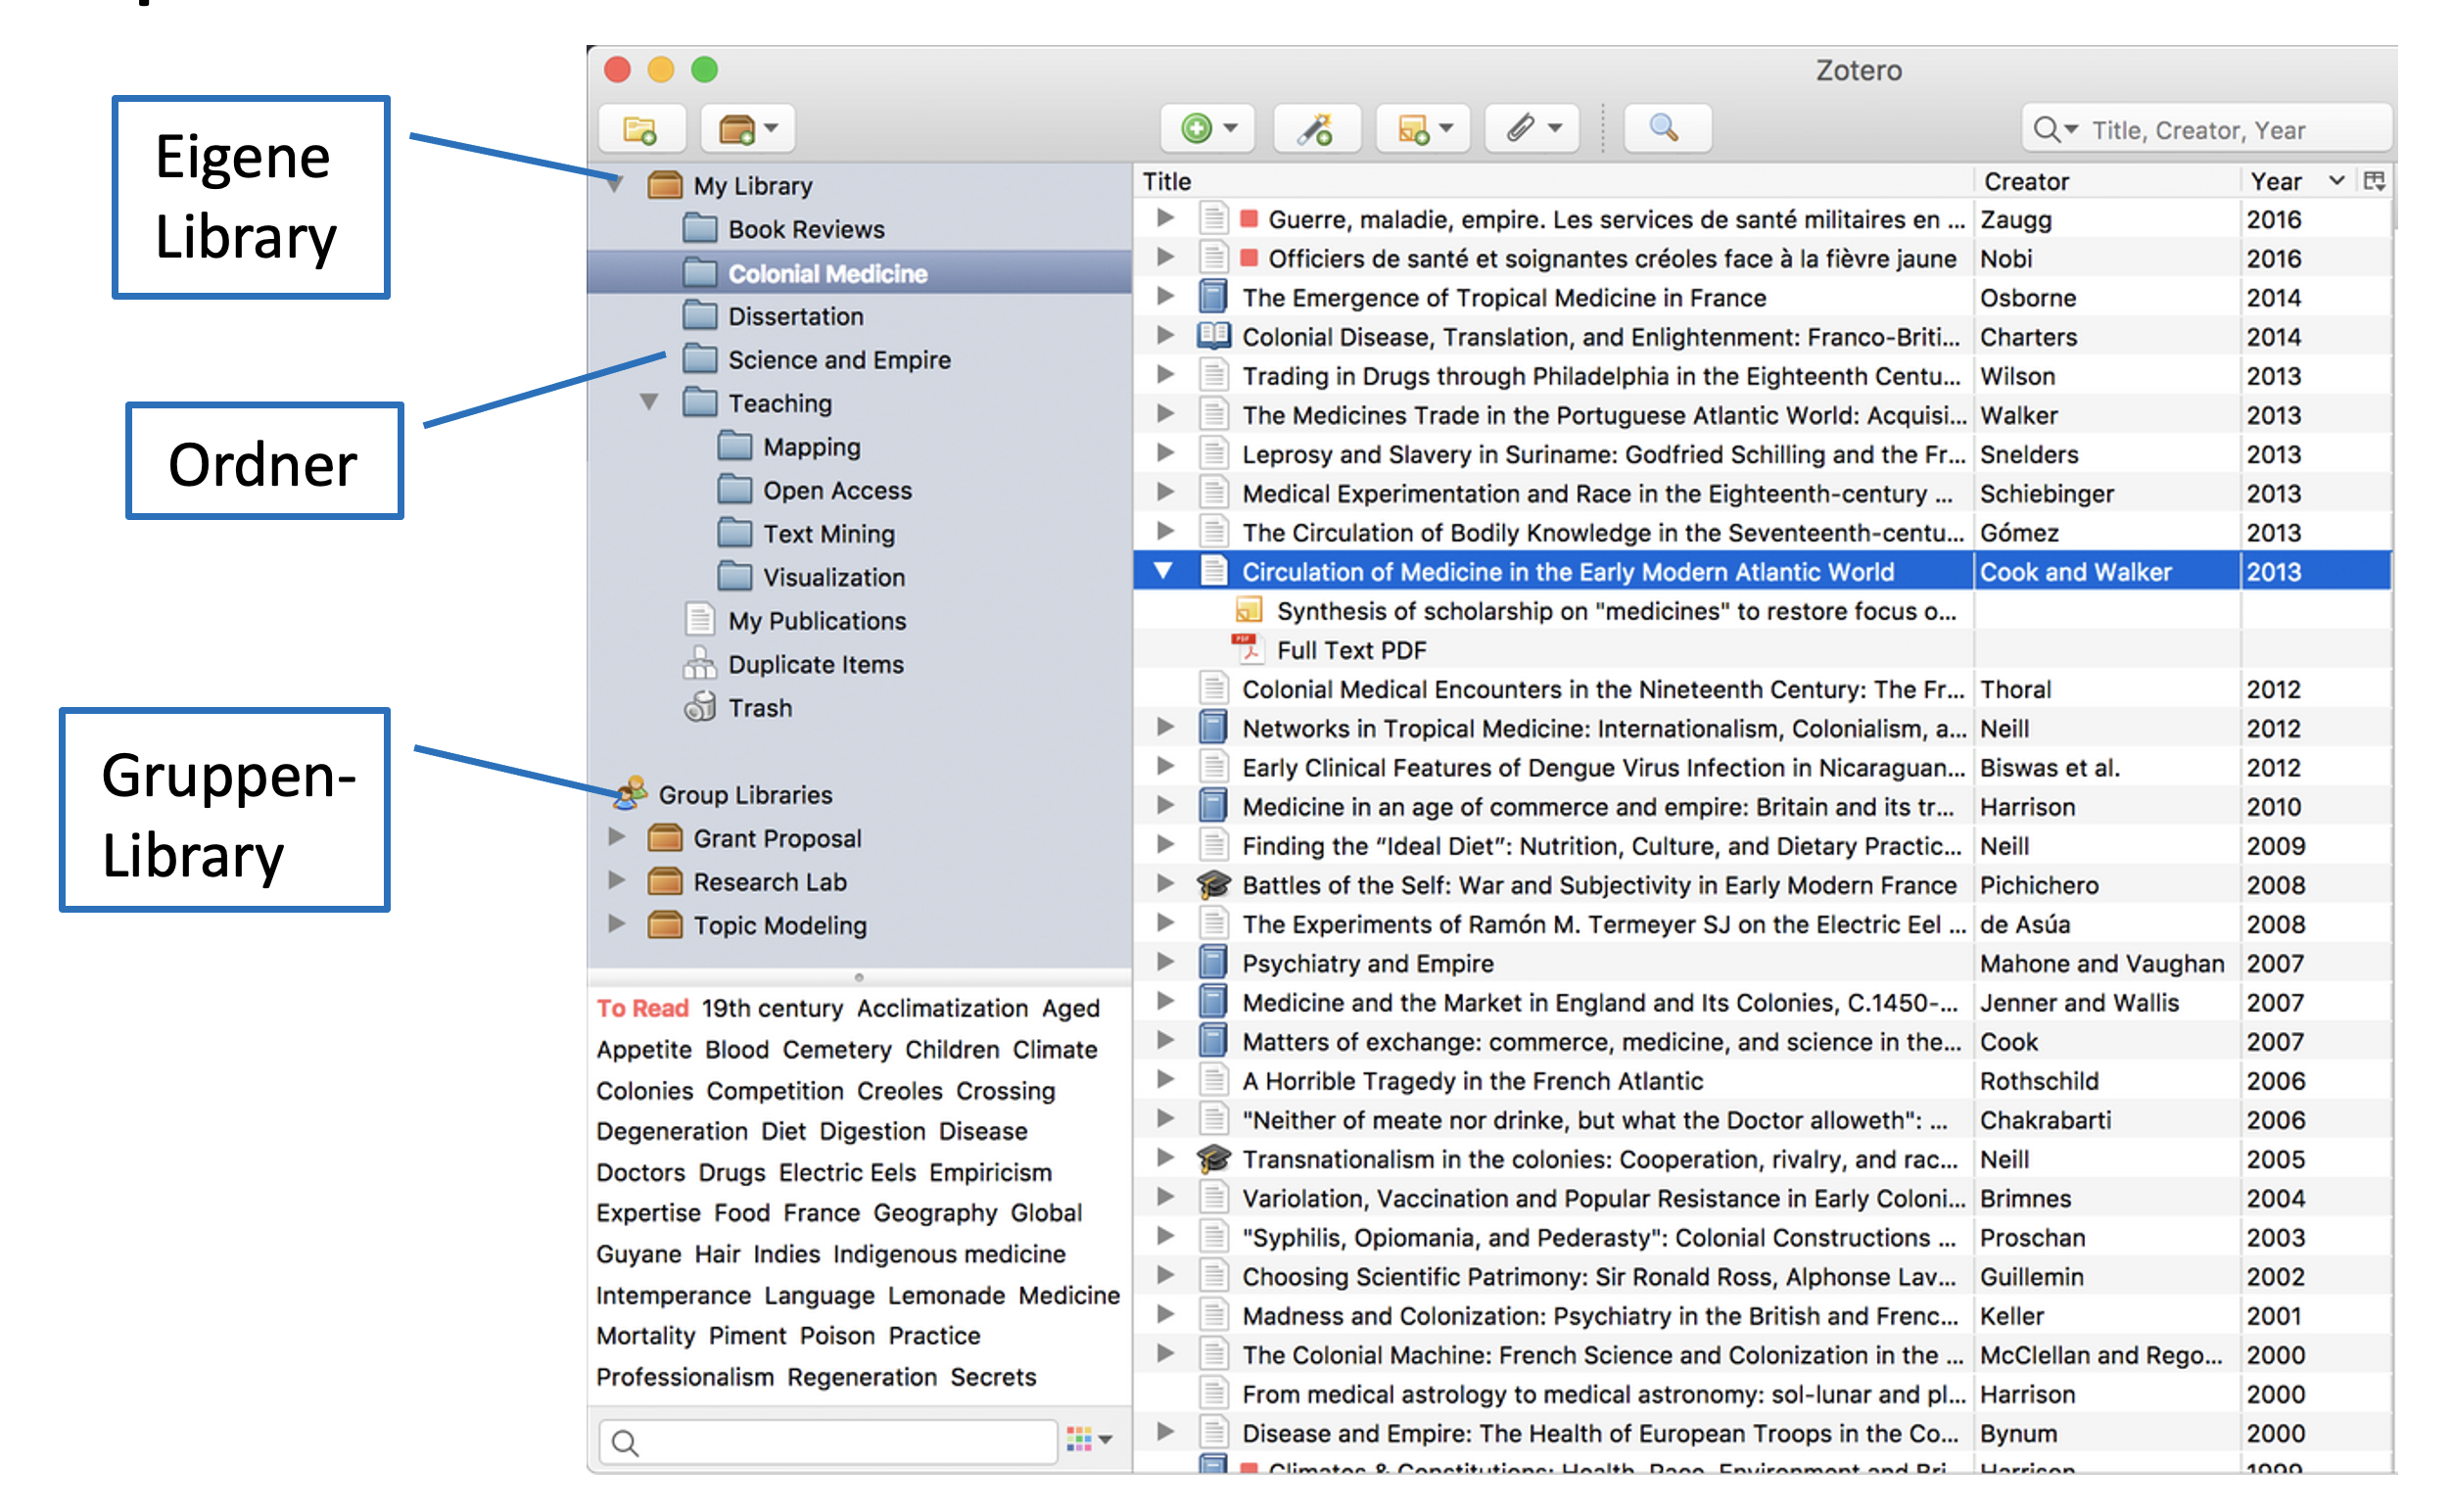 Eigene
Library
Ordner
Gruppen-
Library
Zotero
Title, Creator, Year
My Library
Book Reviews
Colonial Medicine
Dissertation
Science and Empire
Teaching
Mapping
Open Access
Text Mining
Visualization
My Publications
Duplicate Items
Trash
Group Libraries
Grant Proposal
Research Lab
Topic Modeling
To Read 19th century Acclimatization Aged
Appetite Blood Cemetery Children Climate
Colonies Competition Creoles Crossing
Degeneration Diet Digestion Disease
Doctors Drugs Electric Eels Empiricism
Expertise Food France Geography Global
Guyane Hair Indies Indigenous medicine
Intemperance Language Lemonade Medicine
Mortality Piment Poison Practice
Professionalism Regeneration Secrets
Title Creator Year
Guerre, maladie, empire. Les services de santé militaires en ... Zaugg 2016
Officiers de santé et soignantes créoles face à la fièvre jaune Nobi 2016
The Emergence of Tropical Medicine in France Osborne 2014
Colonial Disease, Translation, and Enlightenment: Franco-Briti... Charters 2014
Trading in Drugs through Philadelphia in the Eighteenth Centu... Wilson 2013
The Medicines Trade in the Portuguese Atlantic World: Acquisi... Walker 2013
Leprosy and Slavery in Suriname: Godfried Schilling and the Fr... Snelders 2013
Medical Experimentation and Race in the Eighteenth-century ... Schiebinger 2013
The Circulation of Bodily Knowledge in the Seventeenth-centu... Gómez 2013
Circulation of Medicine in the Early Modern Atlantic World Cook and Walker 2013
Synthesis of scholarship on "medicines" to restore focus o...
PDF Full Text PDF
Colonial Medical Encounters in the Nineteenth Century: The Fr... Thoral 2012
Networks in Tropical Medicine: Internationalism, Colonialism, a... Neill 2012
Early Clinical Features of Dengue Virus Infection in Nicaraguan... Biswas et al. 2012
Medicine in an age of commerce and empire: Britain and its tr... Harrison 2010
Finding the “Ideal Diet”: Nutrition, Culture, and Dietary Practic... Neill 2009
Battles of the Self: War and Subjectivity in Early Modern France Pichichero 2008
The Experiments of Ramón M. Termeyer SJ on the Electric Eel ... de Asúa 2008
Psychiatry and Empire Mahone and Vaughan 2007
Medicine and the Market in England and Its Colonies, C.1450-... Jenner and Wallis 2007
Matters of exchange: commerce, medicine, and science in the... Cook 2007
A Horrible Tragedy in the French Atlantic Rothschild 2006
"Neither of meate nor drinke, but what the Doctor alloweth": ... Chakrabarti 2006
Transnationalism in the colonies: Cooperation, rivalry, and rac... Neill 2005
Variolation, Vaccination and Popular Resistance in Early Coloni... Brimnes 2004
"Syphilis, Opiomania, and Pederasty": Colonial Constructions ... Proschan 2003
Choosing Scientific Patrimony: Sir Ronald Ross, Alphonse Lav... Guillemin 2002
Madness and Colonization: Psychiatry in the British and Frenc... Keller 2001
The Colonial Machine: French Science and Colonization in the ... McClellan and Rego... 2000
From medical astrology to medical astronomy: sol-lunar and pl... Harrison 2000
Disease and Empire: The Health of European Troops in the Co... Bynum 2000
Climates & Constitutions: Health, Race, Environment and Bri... Harrison 1999